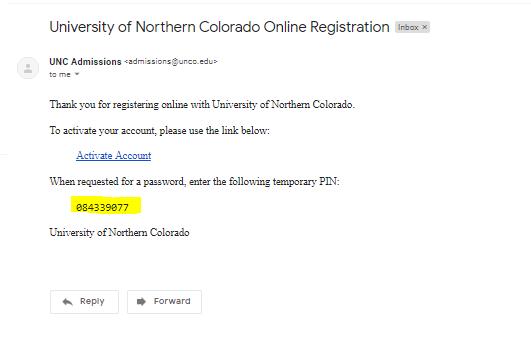 University of Northern Colorado Online Registration Inbox ×
UNC Admissions <admissions@unco.edu>
to me
Thank you for registering online with University of Northern Colorado.
To activate your account, please use the link below:
Activate Account
When requested for a password, enter the following temporary PIN:
084339077
University of Northern Colorado
Reply Forward